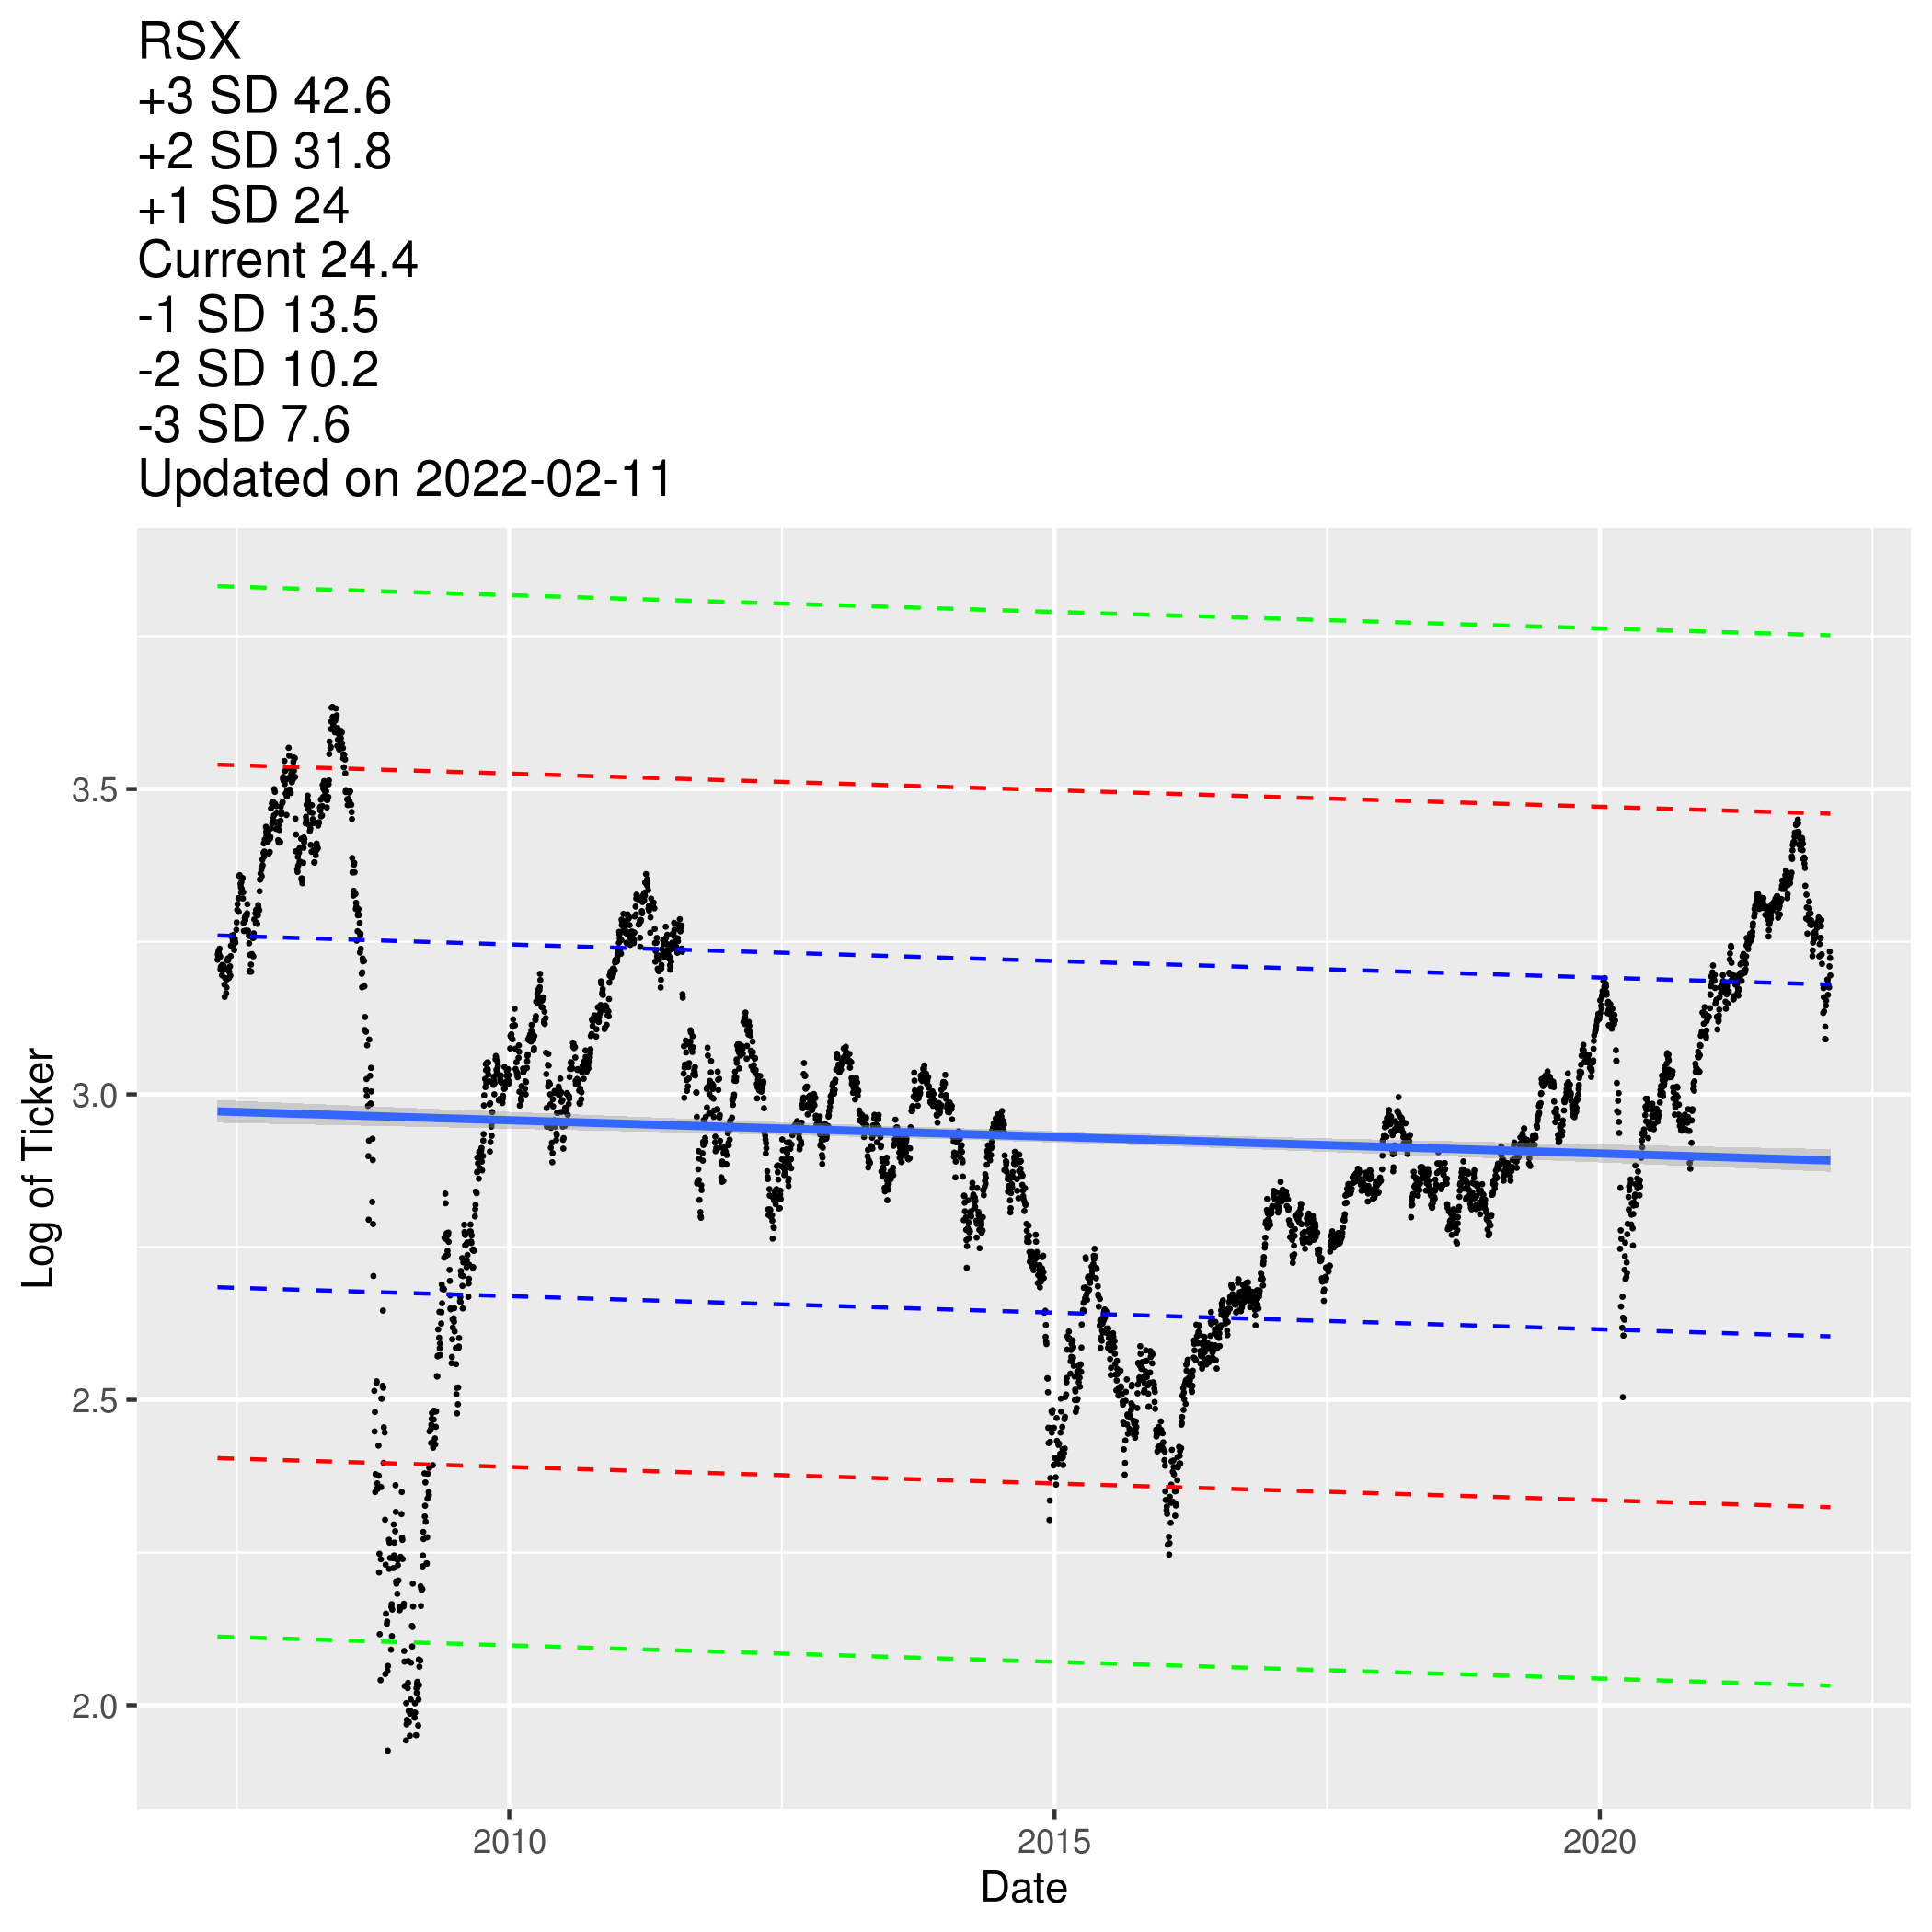 RSX
+3 SD 42.6
+2 SD 31.8
+1 SD 24
Current 24.4
-1 SD 13.5
-2 SD 10.2
-3 SD 7.6
Updated on 2022-02-11
3.5
3.0
2.5
2.0
Log of Ticker
2010
2015
2020
Date